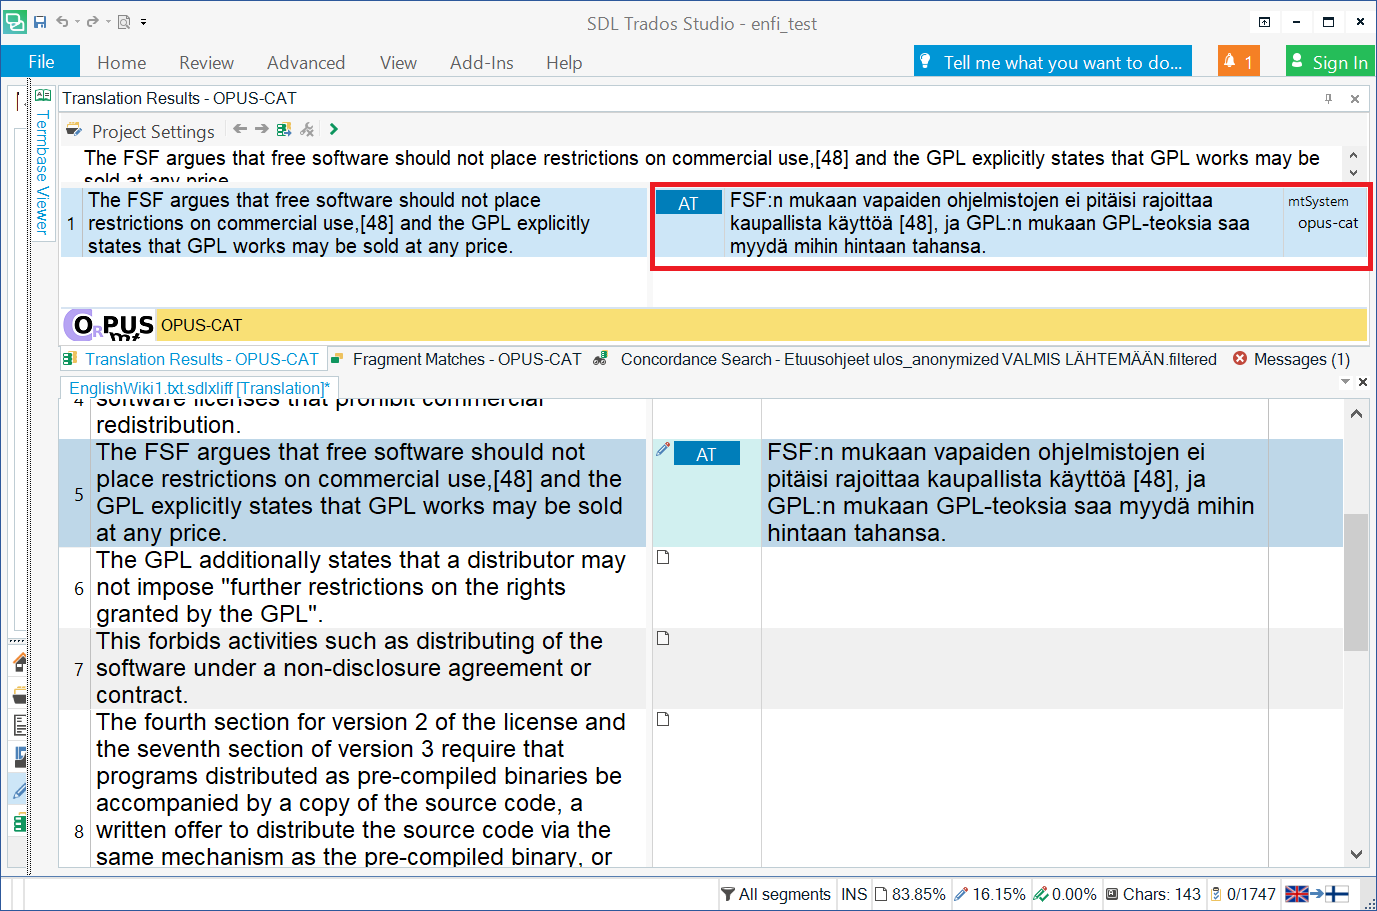 SDL Trados Studio - enfi_test
File Home Review Advanced View Add-Ins Help Tell me what you want to do... 1 Sign In
Termbase Viewer
Translation Results - OPUS-CAT
Project Settings
The FSF argues that free software should not place restrictions on commercial use,[48] and the GPL explicitly states that GPL works may be
sold at any price.
1
The FSF argues that free software should not place
restrictions on commercial use,[48] and the GPL explicitly
states that GPL works may be sold at any price.
AT
FSF:n mukaan vapaiden ohjelmistojen ei pitäisi rajoittaa
kaupallista käyttöä [48], ja GPL:n mukaan GPL-teoksia saa
myydä mihin hintaan tahansa.
mtSystem
opus-cat
OPUS mt OPUS-CAT
Translation Results - OPUS-CAT Fragment Matches - OPUS-CAT Concordance Search - Etuusohjeet ulos_anonymized VALMIS LÄHTEMÄÄN.filtered Messages (1)
EnglishWiki1.txt.sdlxliff [Translation]*
4
software licenses that prohibit commercial
redistribution.
5
The FSF argues that free software should not
place restrictions on commercial use,[48] and the
GPL explicitly states that GPL works may be sold
at any price.
AT
FSF:n mukaan vapaiden ohjelmistojen ei
pitäisi rajoittaa kaupallista käyttöä [48], ja
GPL:n mukaan GPL-teoksia saa myydä mihin
hintaan tahansa.
6
The GPL additionally states that a distributor may
not impose "further restrictions on the rights
granted by the GPL".
7
This forbids activities such as distributing of the
software under a non-disclosure agreement or
contract.
8
The fourth section for version 2 of the license and
the seventh section of version 3 require that
programs distributed as pre-compiled binaries be
accompanied by a copy of the source code, a
written offer to distribute the source code via the
same mechanism as the pre-compiled binary, or
All segments INS 83.85% 16.15% 0.00% Chars: 143 0/1747